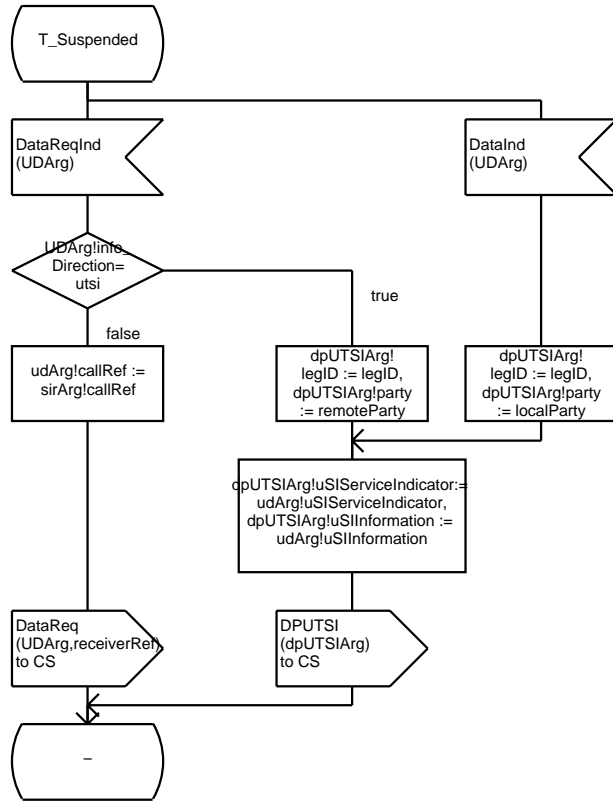 T_Suspended
DataReqInd
(UDArg)
DataInd
(UDArg)
UDArg!info_
Direction=
utsi
true
false
udArg!callRef :=
sirArg!callRef
dpUTSIArg!
legID := legID,
dpUTSIArg!party
:= remoteParty
dpUTSIArg!
legID := legID,
dpUTSIArg!party
:= localParty
dpUTSIArg!uSIServiceIndicator:=
udArg!uSIServiceIndicator,
dpUTSIArg!uSIInformation :=
udArg!uSIInformation
DataReq
(UDArg,receiverRef)
to CS
DPUTSI
(dpUTSIArg)
to CS
–